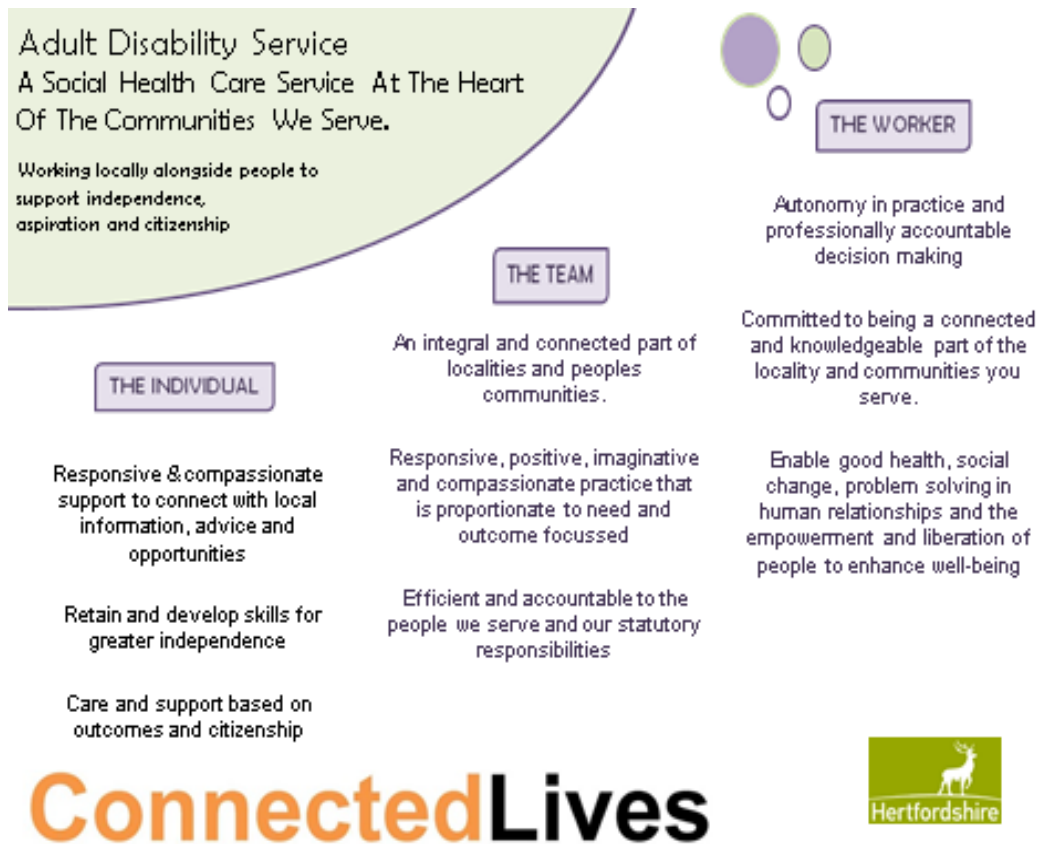 Adult Disability Service
A Social Health Care Service At The Heart
Of The Communities We Serve.
Working locally alongside people to
support independence,
aspiration and citizenship
THE INDIVIDUAL
Responsive & compassionate
support to connect with local
information, advice and
opportunities
Retain and develop skills for
greater independence
Care and support based on
outcomes and citizenship
THE TEAM
An integral and connected part of
localities and peoples
communities.
Responsive, positive, imaginative
and compassionate practice that
is proportionate to need and
outcome focussed
Efficient and accountable to the
people we serve and our statutory
responsibilities
THE WORKER
Autonomy in practice and
professionally accountable
decision making
Committed to being a connected
and knowledgeable part of the
locality and communities you
serve.
Enable good health, social
change, problem solving in
human relationships and the
empowerment and liberation of
people to enhance well-being
ConnectedLives
Hertfordshire